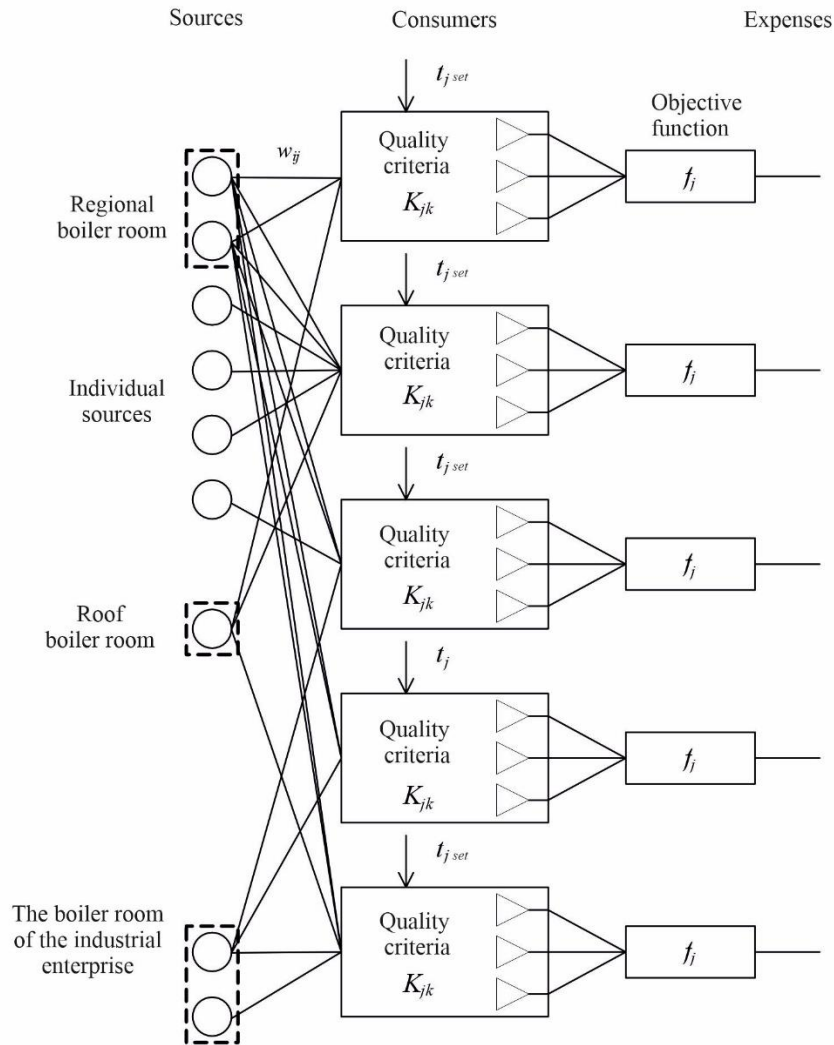 Sources
Consumers
Expenses
t_j set
Objective
function
w_ij
Quality
criteria
K_jk
f_j
Regional
boiler room
t_j set
Quality
criteria
K_jk
f_j
Individual
sources
t_j set
Quality
criteria
K_jk
f_j
Roof
boiler room
t_j
Quality
criteria
K_jk
f_j
t_j set
The boiler room
of the industrial
enterprise
Quality
criteria
K_jk
f_j